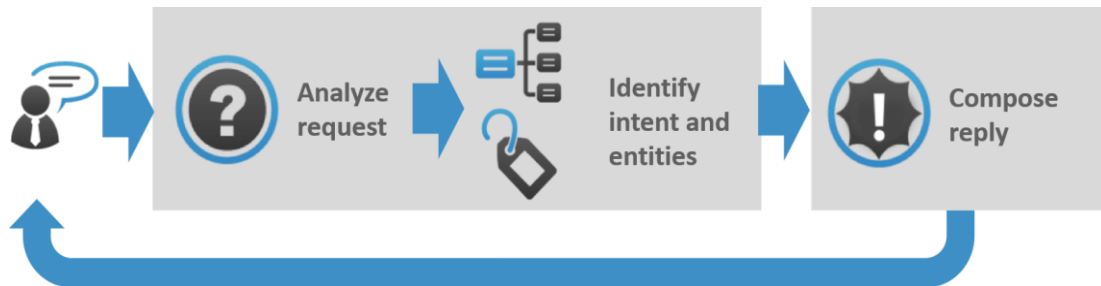 ?
Analyze
request
Identify
intent and
entities
!
Compose
reply